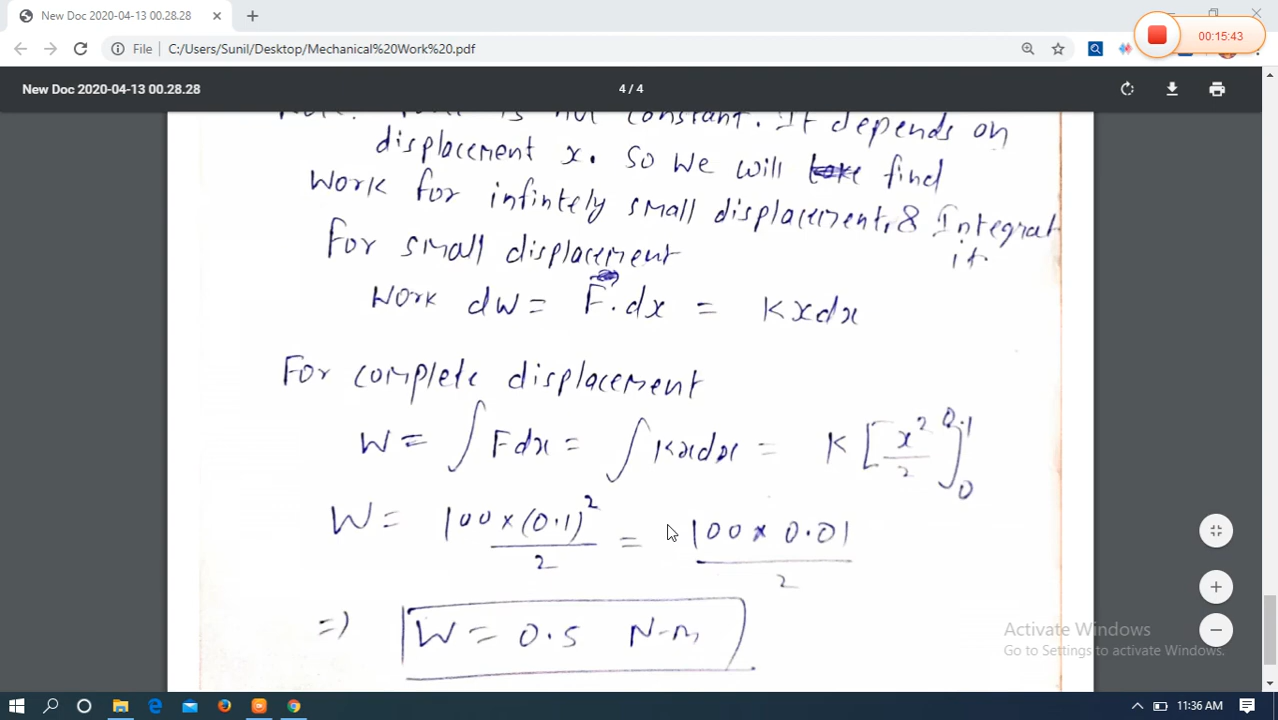 New Doc 2020-04-13 00.28.28
00:15:43
File C:/Users/Sunil/Desktop/Mechanical%20Work%20.pdf
New Doc 2020-04-13 00.28.28 4 / 4
is not constant. It depends on
displacement x. So We will find
Work for infintely small displacement, & Integrat
it
For small displacement
Work dW = F. dx = Kxdx
For complete displacement
W = ∫ Fdx = ∫ Kxdx = K [x²/2]₀^0.1
W = 100 x (0.1)²/2 = 100 x 0.01/2
=) W = 0.5 N-m
Activate Windows
Go to Settings to activate Windows.
11:36 AM